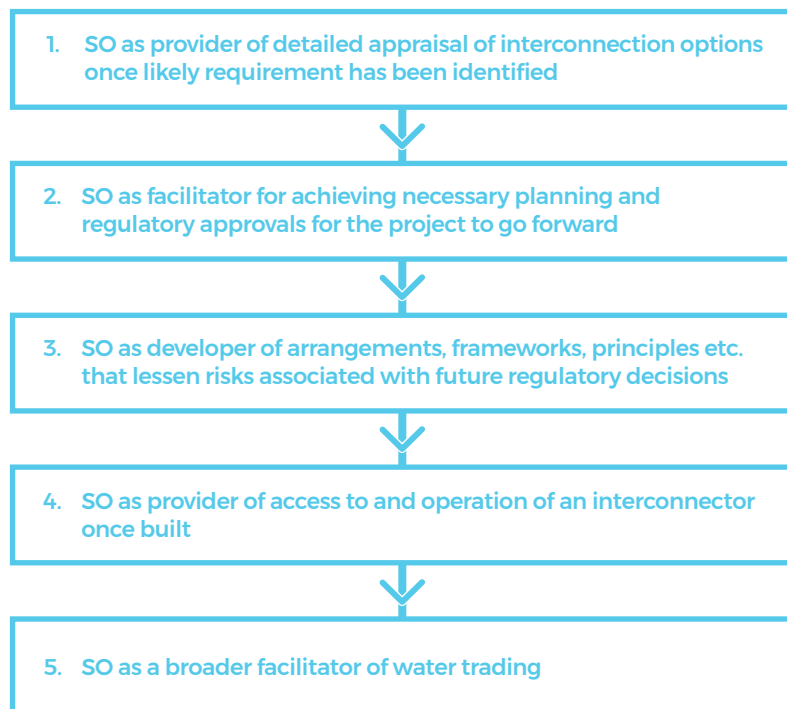 1. SO as provider of detailed appraisal of interconnection options
once likely requirement has been identified
2. SO as facilitator for achieving necessary planning and
regulatory approvals for the project to go forward
3. SO as developer of arrangements, frameworks, principles etc.
that lessen risks associated with future regulatory decisions
4. SO as provider of access to and operation of an interconnector
once built
5. SO as a broader facilitator of water trading